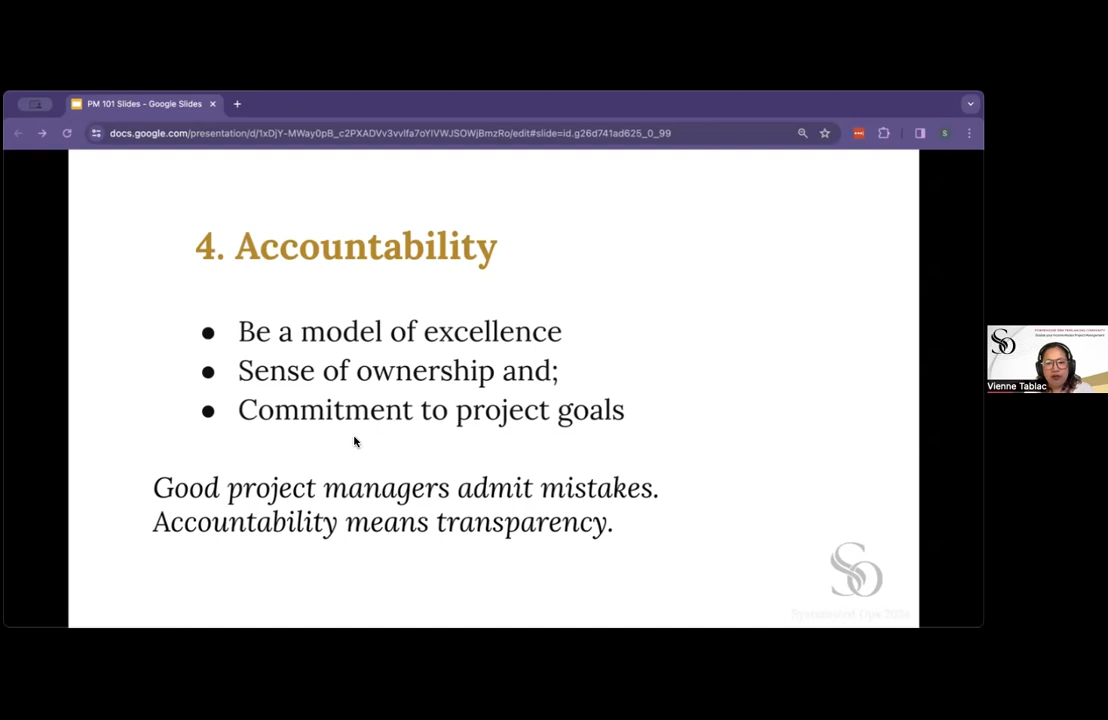 PM 101 Slides - Google Slides
docs.google.com/presentation/d/1xDjY-MWay0pB_c2PXADVv3vvlfa7oYlVWJSOWjBmzRo/edit#slide=id.g26d741ad625_0_99
S
4. Accountability
● Be a model of excellence
● Sense of ownership and;
● Commitment to project goals
Good project managers admit mistakes.
Accountability means transparency.
SO
Vienne Tablac